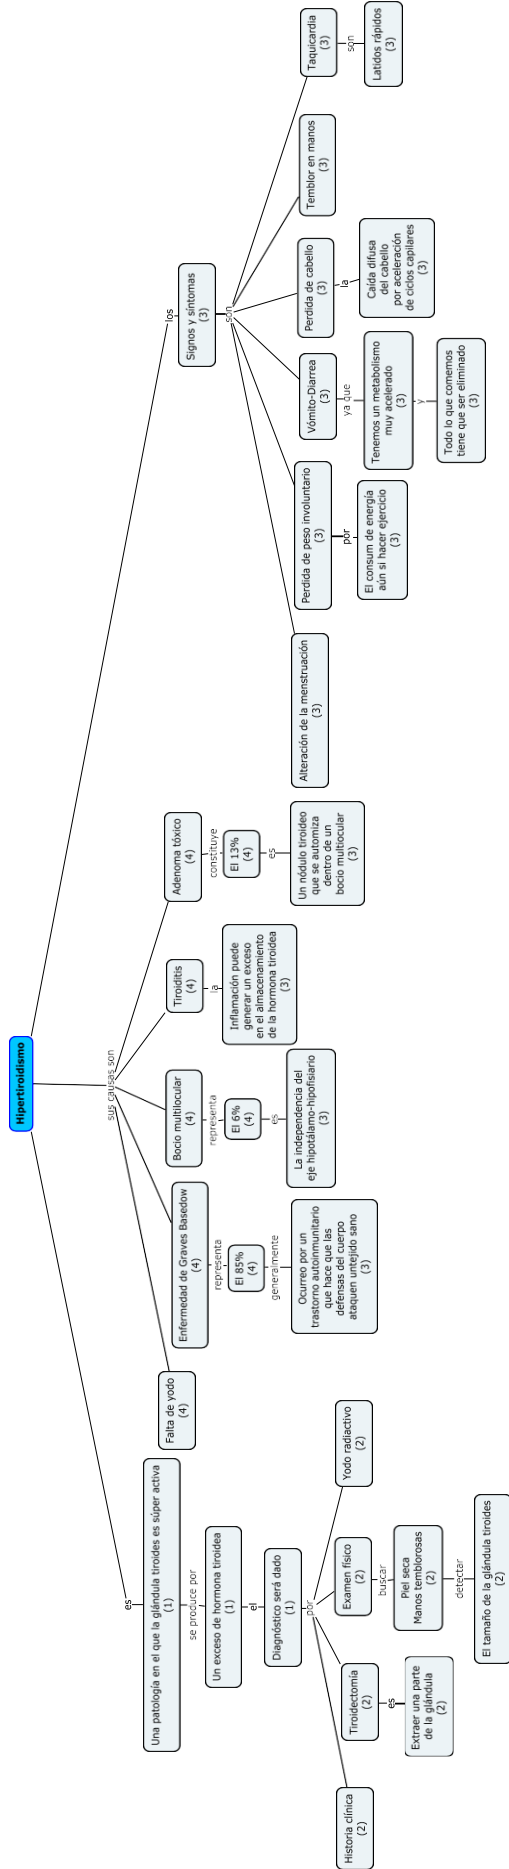 Hipertiroidismo
es
Una patología en el que la glándula tiroides es súper activa
(1)
se produce por
Un exceso de hormona tiroidea
(1)
el
Diagnóstico será dado
(1)
por
Historia clínica
(2)
Tiroidectomía
(2)
es
Extraer una parte
de la glándula
(2)
Examen físico
(2)
buscar
Piel seca
Manos temblorosas
(2)
detectar
El tamaño de la glándula tiroides
(2)
Yodo radiactivo
(2)
sus causas son
Falta de yodo
(4)
Enfermedad de Graves Basedow
(4)
representa
El 85%
(4)
generalmente
Ocurreo por un
trastorno autoinmunitario
que hace que las
defensas del cuerpo
ataquen untejido sano
(3)
Bocio multilocular
(4)
representa
El 6%
(4)
es
La independencia del
eje hipotálamo-hipofisiario
(3)
Tiroiditis
(4)
la
Inflamación puede
generar un exceso
en el almacenamiento
de la hormona tiroidea
(3)
Adenoma tóxico
(4)
constituye
El 13%
(4)
es
Un nódulo tiroideo
que se automiza
dentro de un
bocio multiocular
(3)
los
Signos y síntomas
(3)
son
Alteración de la menstruación
(3)
Perdida de peso involuntario
(3)
por
El consum de energía
aún si hacer ejercicio
(3)
Vómito-Diarrea
(3)
ya que
Tenemos un metabolismo
muy acelerado
(3)
y
Todo lo que comemos
tiene que ser eliminado
(3)
Perdida de cabello
(3)
la
Caída difusa
del cabello
por aceleración
de ciclos capilares
(3)
Temblor en manos
(3)
Taquicardia
(3)
son
Latidos rápidos
(3)